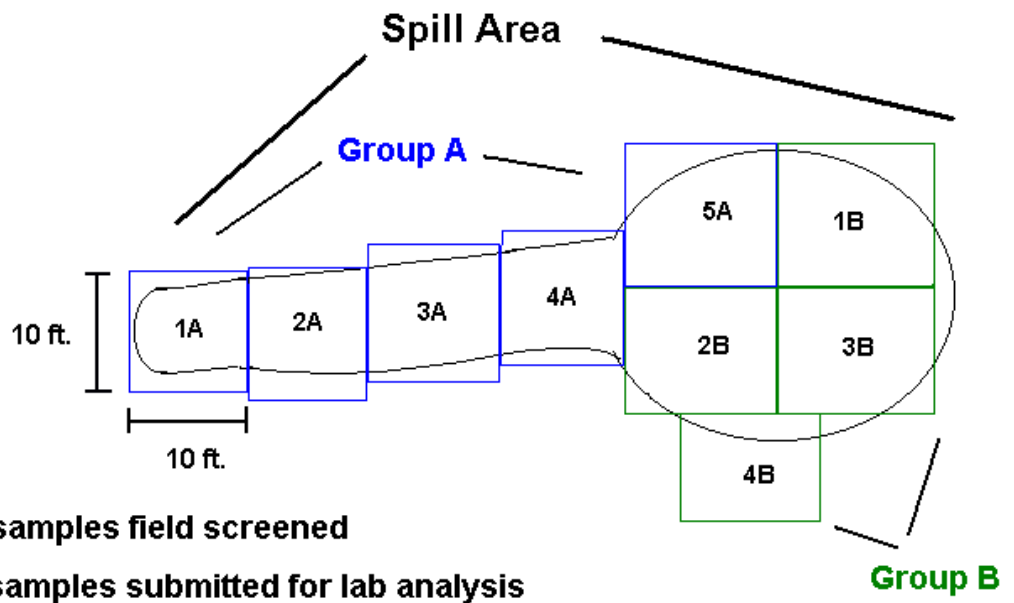 Spill Area
Group A
5A
1B
1A
2A
3A
4A
2B
3B
10 ft.
10 ft.
4B
samples field screened
samples submitted for lab analysis
Group B